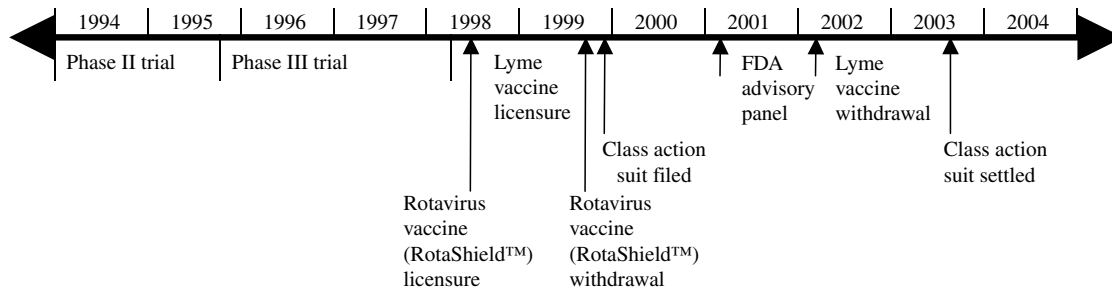 1994 1995 1996 1997 1998 1999 2000 2001 2002 2003 2004
Phase II trial
Phase III trial
Lyme
vaccine
licensure
FDA
advisory
panel
Lyme
vaccine
withdrawal
Class action
suit filed
Class action
suit settled
Rotavirus
vaccine
(RotaShield™)
licensure
Rotavirus
vaccine
(RotaShield™)
withdrawal